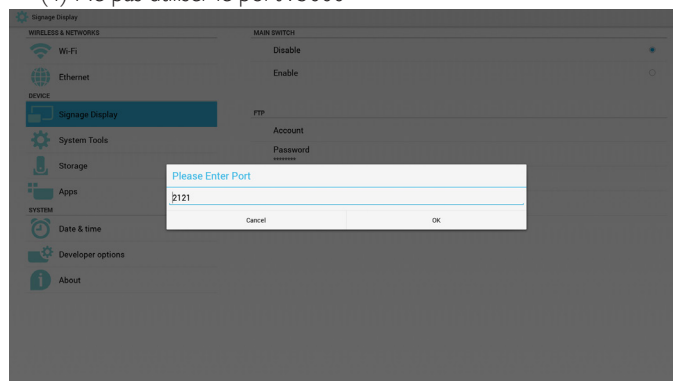 Signage Display
WIRELESS & NETWORKS
Wi-Fi
Ethernet
DEVICE
Signage Display
System Tools
Storage
Apps
SYSTEM
Date & time
Developer options
About
MAIN SWITCH
Disable
Enable
FTP
Account
Password
********
Please Enter Port
2121
Cancel
OK